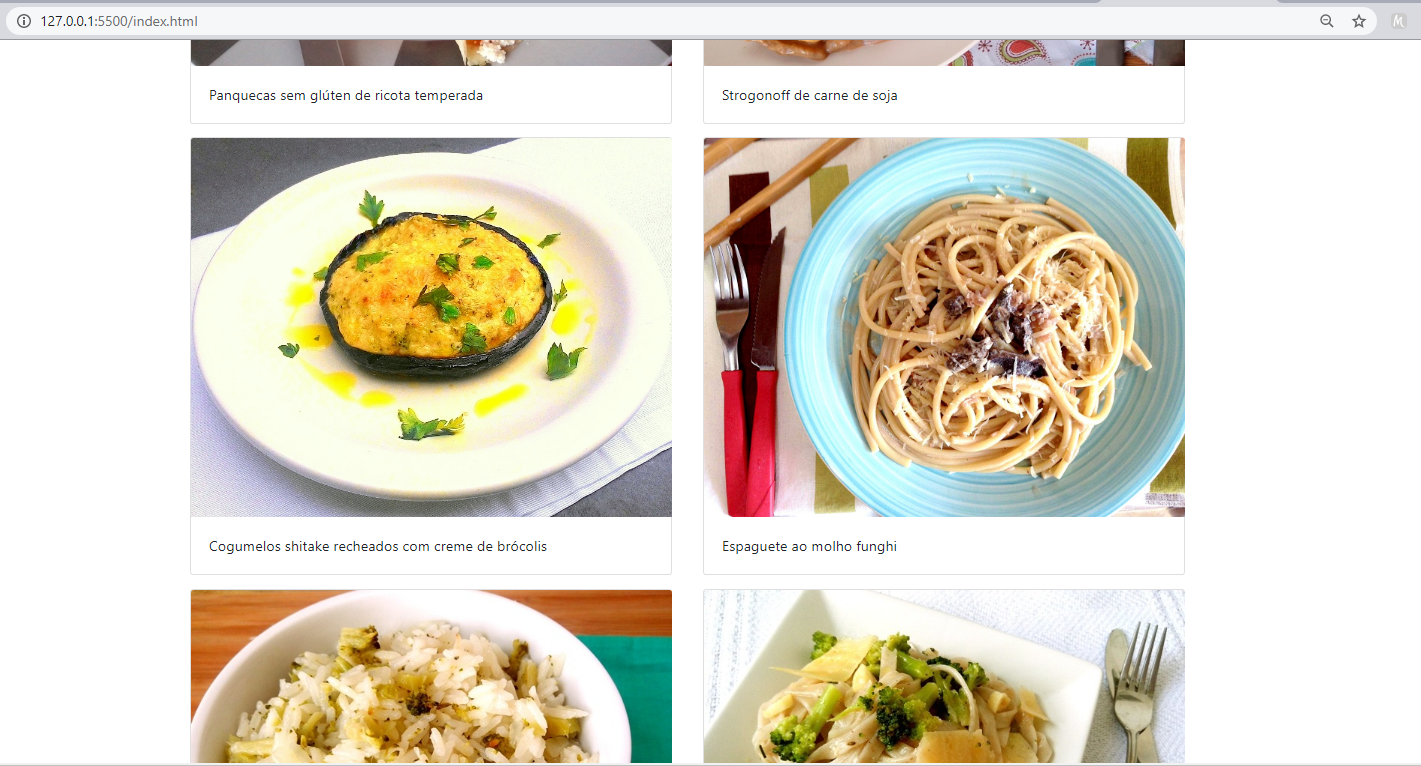 127.0.0.1:5500/index.html
Panquecas sem glúten de ricota temperada
Strogonoff de carne de soja
Cogumelos shitake recheados com creme de brócolis
Espaguete ao molho funghi